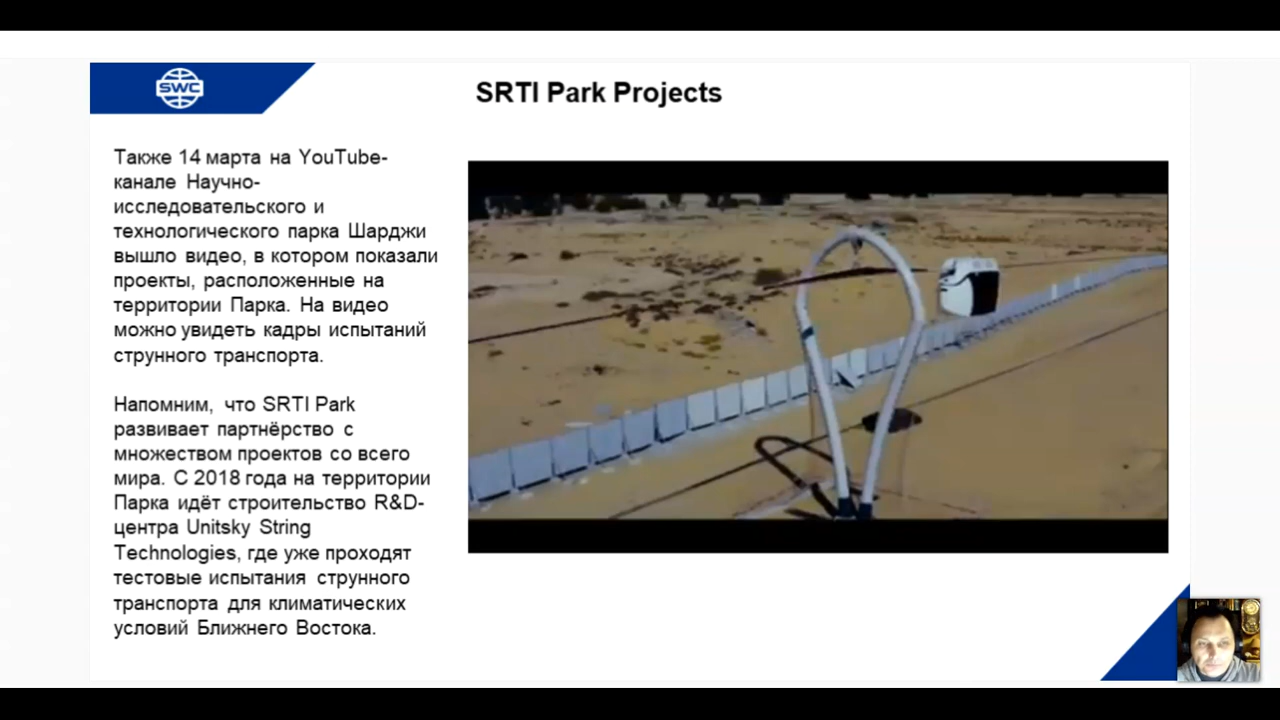 SWC
SRTI Park Projects
Также 14 марта на YouTube-
канале Научно-
исследовательского и
технологического парка Шарджи
вышло видео, в котором показали
проекты, расположенные на
территории Парка. На видео
можно увидеть кадры испытаний
струнного транспорта.
Напомним, что SRTI Park
развивает партнёрство с
множеством проектов со всего
мира. С 2018 года на территории
Парка идёт строительство R&D-
центра Unitsky String
Technologies, где уже проходят
тестовые испытания струнного
транспорта для климатических
условий Ближнего Востока.